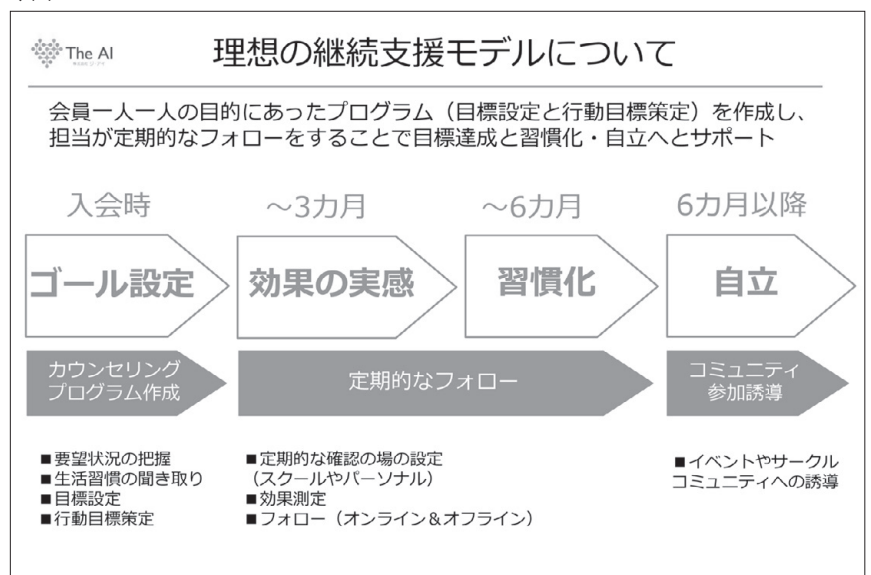 The AI
理想の継続支援モデルについて
会員一人一人の目的にあったプログラム（目標設定と行動目標策定）を作成し、
担当が定期的なフォローをすることで目標達成と習慣化・自立へとサポート
入会時
～3カ月
～6カ月
6カ月以降
ゴール設定
効果の実感
習慣化
自立
カウンセリング
プログラム作成
定期的なフォロー
コミュニティ
参加誘導
■要望状況の把握
■生活習慣の聞き取り
■目標設定
■行動目標策定
■定期的な確認の場の設定
（スクールやパーソナル）
■効果測定
■フォロー（オンライン＆オフライン）
■イベントやサークル
コミュニティへの誘導